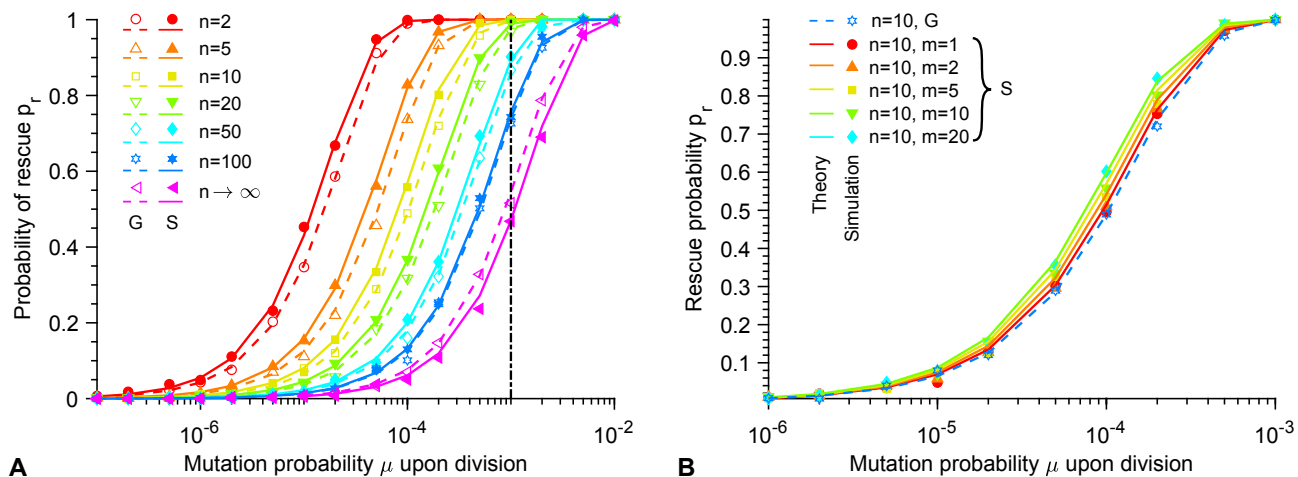 1
0.8
0.6
0.4
0.2
0
Probability of rescue p_r
n=2
n=5
n=10
n=20
n=50
n=100
n → ∞
G S
10^-6
10^-4
10^-2
Mutation probability μ upon division
A
0.9
0.8
0.7
0.6
0.5
0.4
0.3
0.2
0.1
Rescue probability p_r
n=10, G
n=10, m=1
n=10, m=2
n=10, m=5
n=10, m=10
n=10, m=20
S
Theory
Simulation
10^-6
10^-5
10^-4
10^-3
Mutation probability μ upon division
B